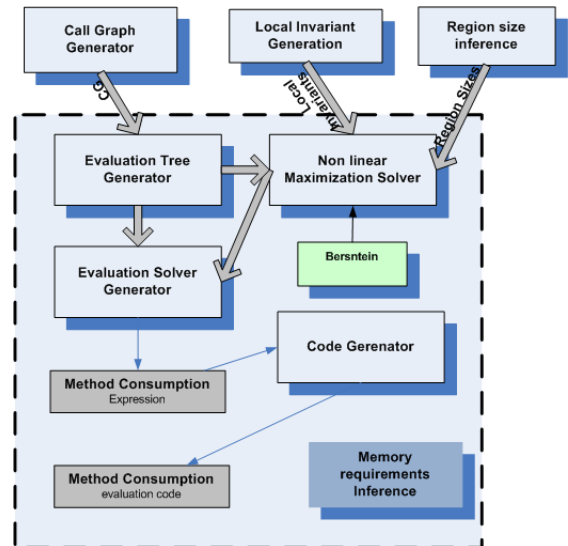 Call Graph
Generator
Local Invariant
Generation
Region size
inference
CG
Local
Invariants
Region Sizes
Evaluation Tree
Generator
Non linear
Maximization Solver
Evaluation Solver
Generator
Bersntein
Code Gerenator
Method Consumption
Expression
Method Consumption
evaluation code
Memory
requirements
Inference